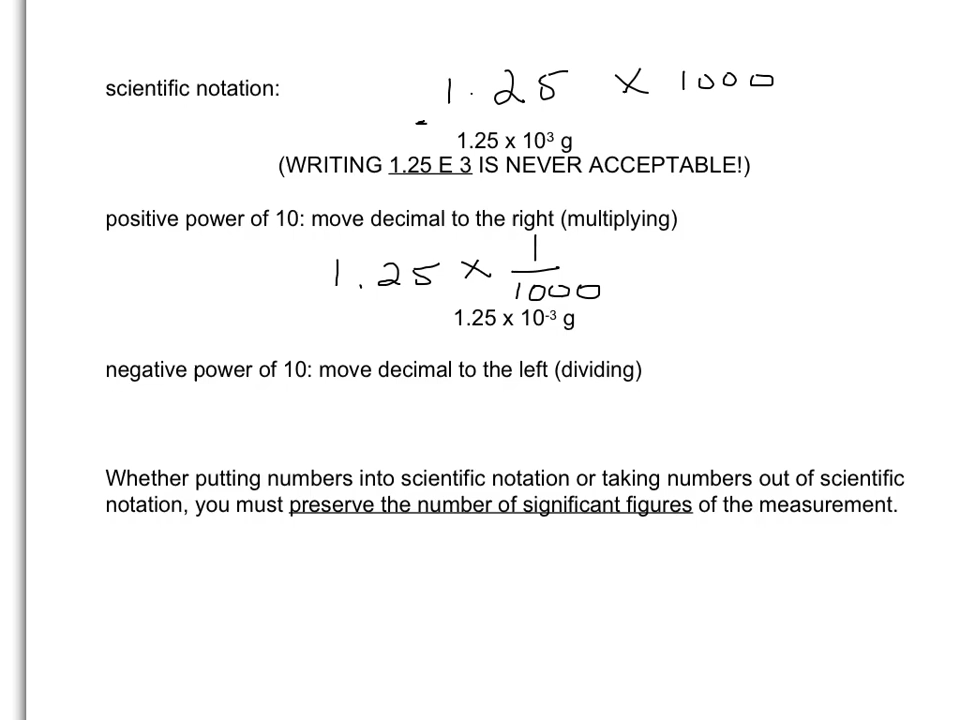 scientific notation: 1.25 x 1000
1.25 x 10³ g
(WRITING 1.25 E 3 IS NEVER ACCEPTABLE!)
positive power of 10: move decimal to the right (multiplying)
1.25 x 1/1000
1.25 x 10⁻³ g
negative power of 10: move decimal to the left (dividing)
Whether putting numbers into scientific notation or taking numbers out of scientific
notation, you must preserve the number of significant figures of the measurement.